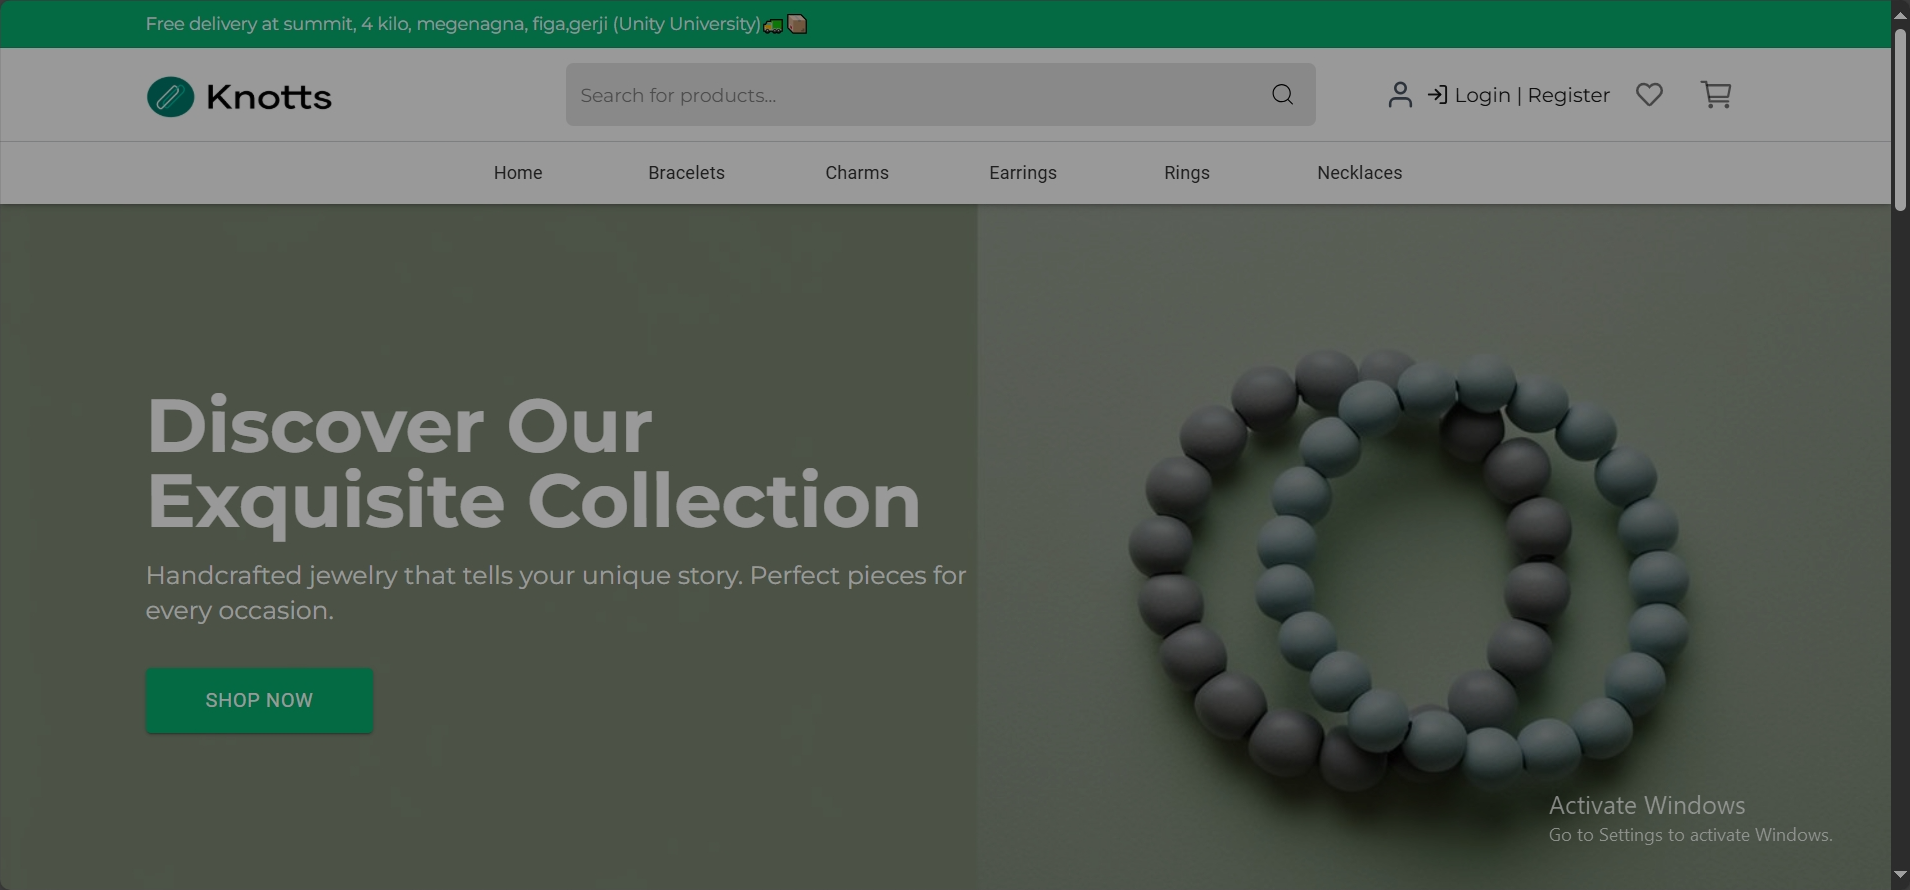 Free delivery at summit, 4 kilo, megenagna, figa,gerji (Unity University)🚚📦
Knotts
Search for products...
Login | Register
Home
Bracelets
Charms
Earrings
Rings
Necklaces
Discover Our
Exquisite Collection
Handcrafted jewelry that tells your unique story. Perfect pieces for
every occasion.
SHOP NOW
Activate Windows
Go to Settings to activate Windows.